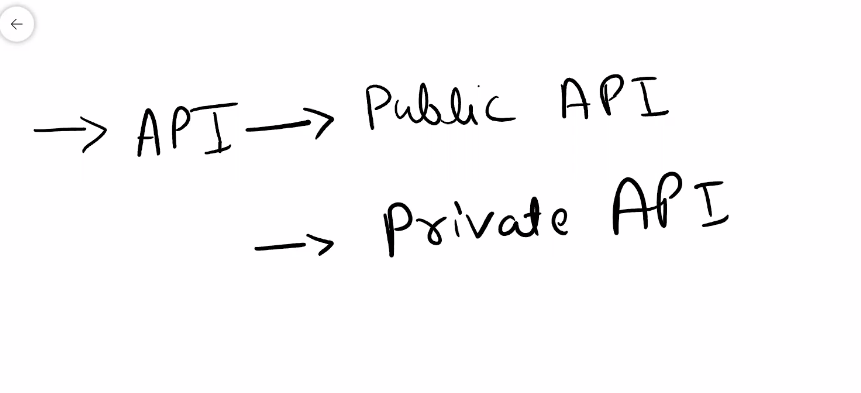 → API → Public API
→ Private API